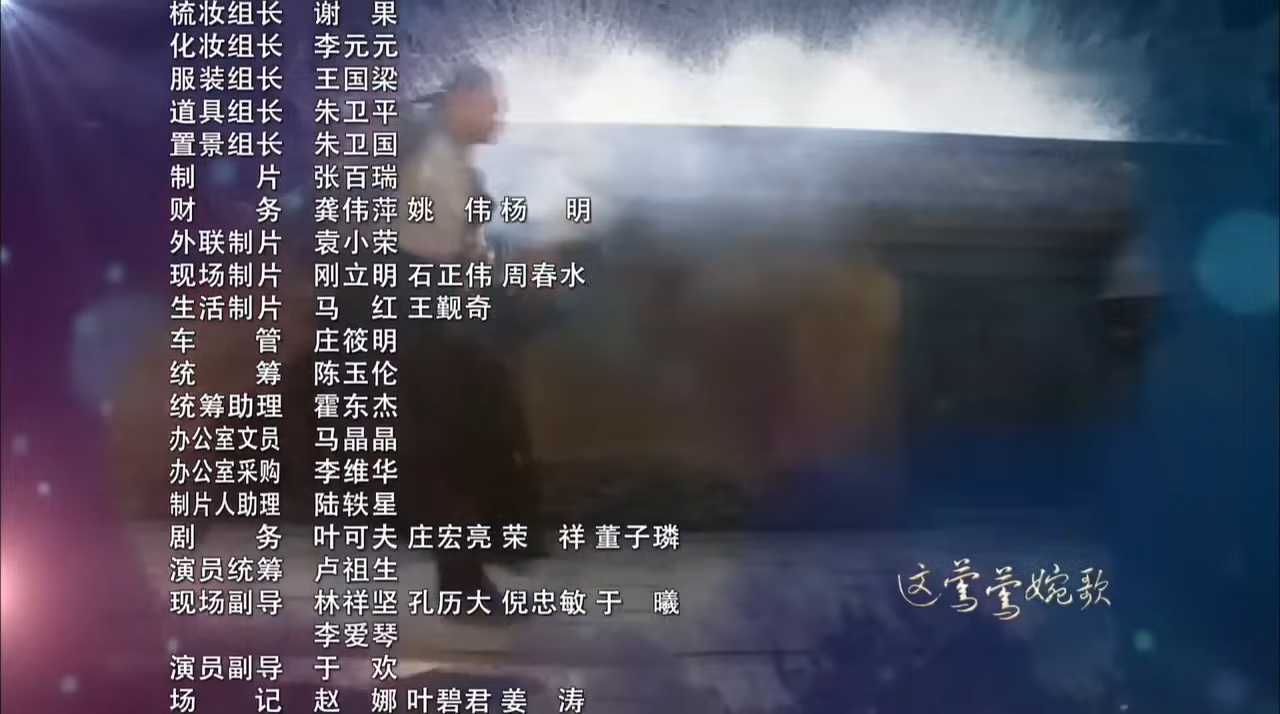 梳妆组长 谢 果
化妆组长 李元元
服装组长 王国梁
道具组长 朱卫平
置景组长 朱卫国
制 片 张百瑞
财 务 龚伟萍 姚 伟 杨 明
外联制片 袁小荣
现场制片 刚立明 石正伟 周春水
生活制片 马 红 王觐奇
车 管 庄筱明
统 筹 陈玉伦
统筹助理 霍东杰
办公室文员 马晶晶
办公室采购 李维华
制片人助理 陆轶星
剧 务 叶可夫 庄宏亮 荣 祥 董子璘
演员统筹 卢祖生
这莺莺婉歌
现场副导 林祥坚 孔历大 倪忠敏 于 曦
李爱琴
演员副导 于 欢
场 记 赵 娜 叶碧君 姜 涛